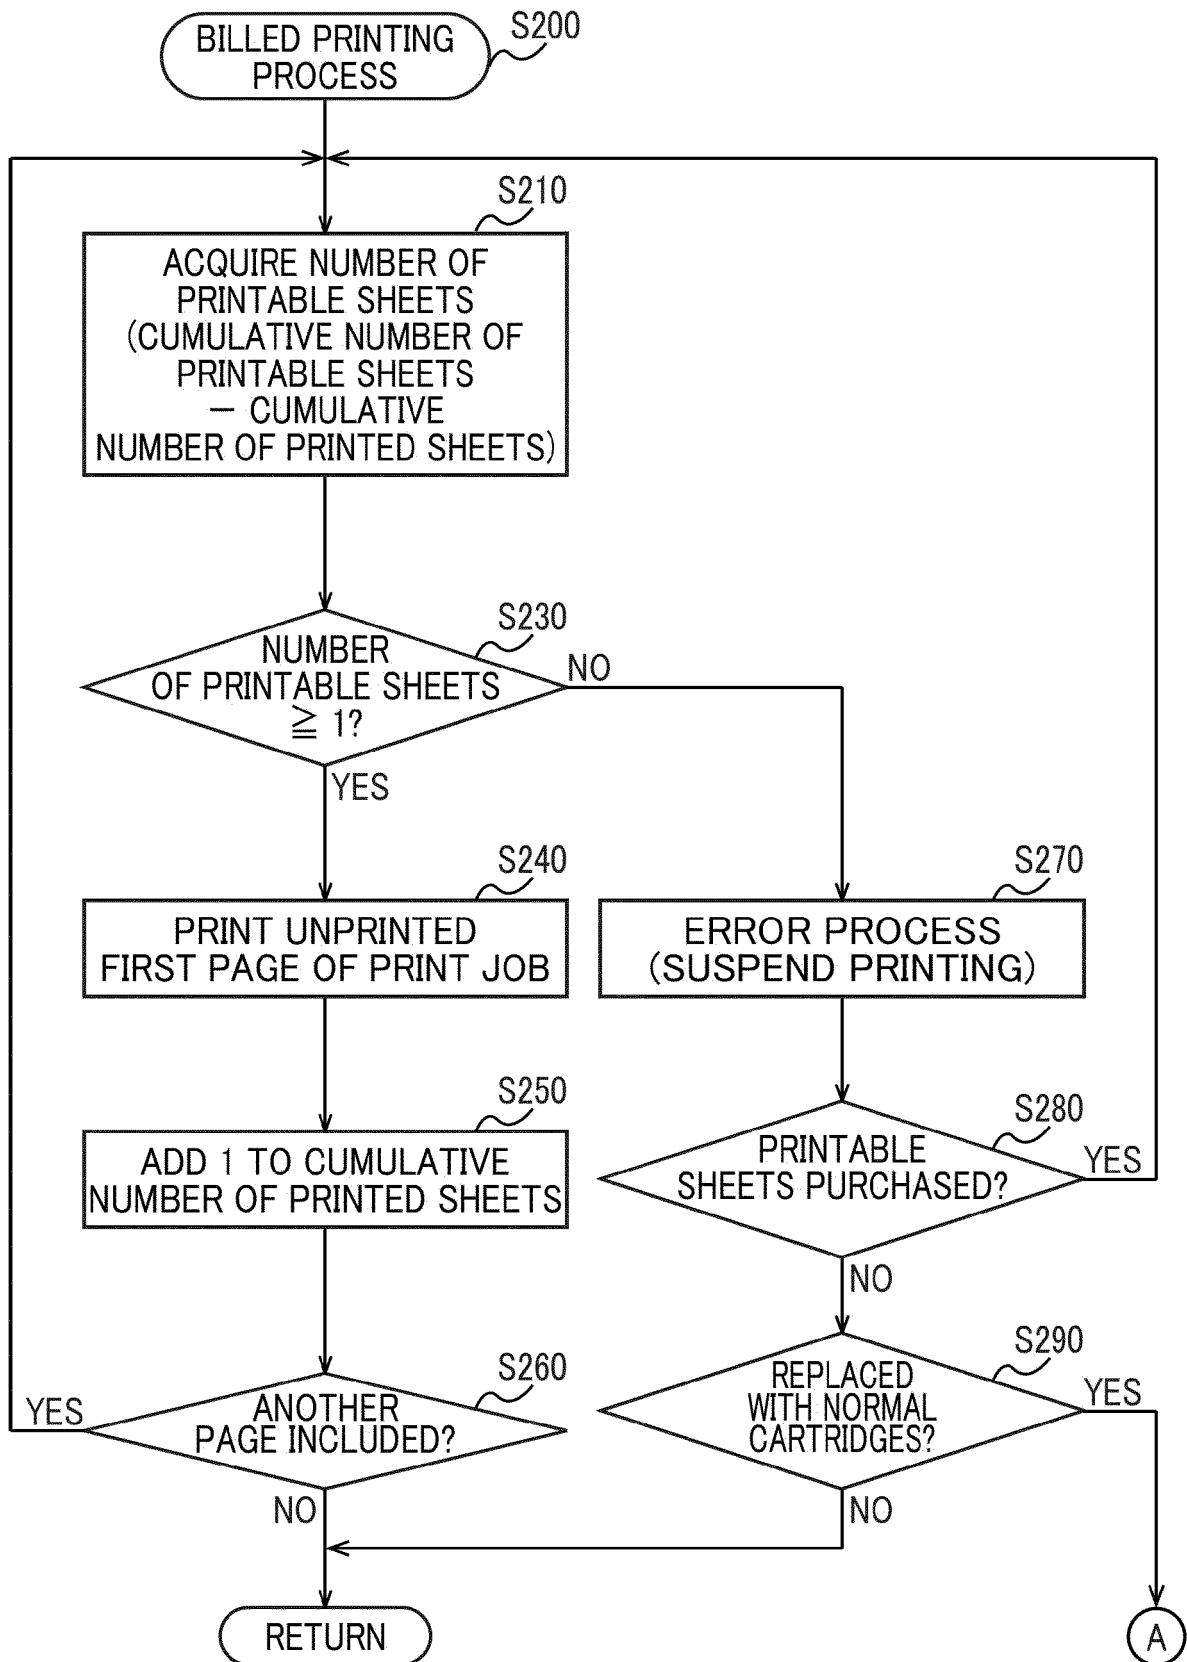 BILLED PRINTING
PROCESS
S200
S210
ACQUIRE NUMBER OF
PRINTABLE SHEETS
(CUMULATIVE NUMBER OF
PRINTABLE SHEETS
― CUMULATIVE
NUMBER OF PRINTED SHEETS)
S230
NUMBER
OF PRINTABLE SHEETS
≧ 1?
NO
YES
S240
PRINT UNPRINTED
FIRST PAGE OF PRINT JOB
S270
ERROR PROCESS
(SUSPEND PRINTING)
S250
ADD 1 TO CUMULATIVE
NUMBER OF PRINTED SHEETS
S280
PRINTABLE
SHEETS PURCHASED?
YES
NO
S260
ANOTHER
PAGE INCLUDED?
YES
NO
S290
REPLACED
WITH NORMAL
CARTRIDGES?
YES
NO
RETURN
A